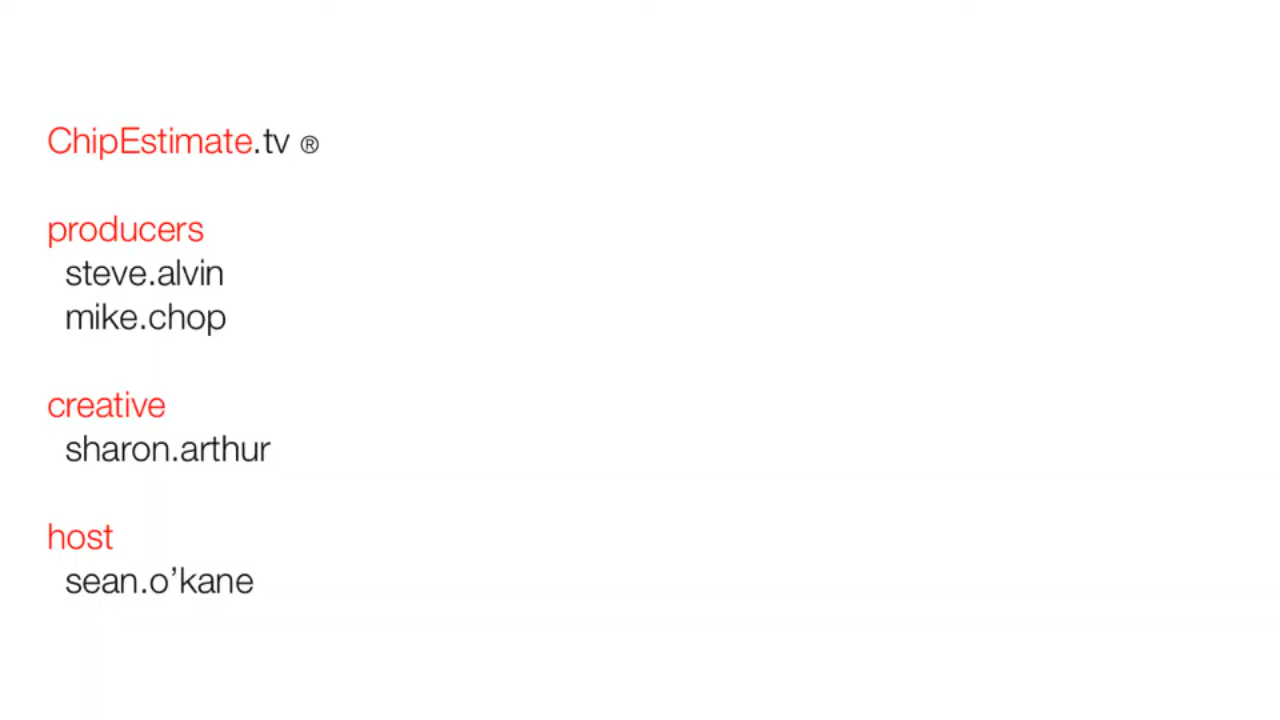 ChipEstimate.tv ®
producers
steve.alvin
mike.chop
creative
sharon.arthur
host
sean.o’kane